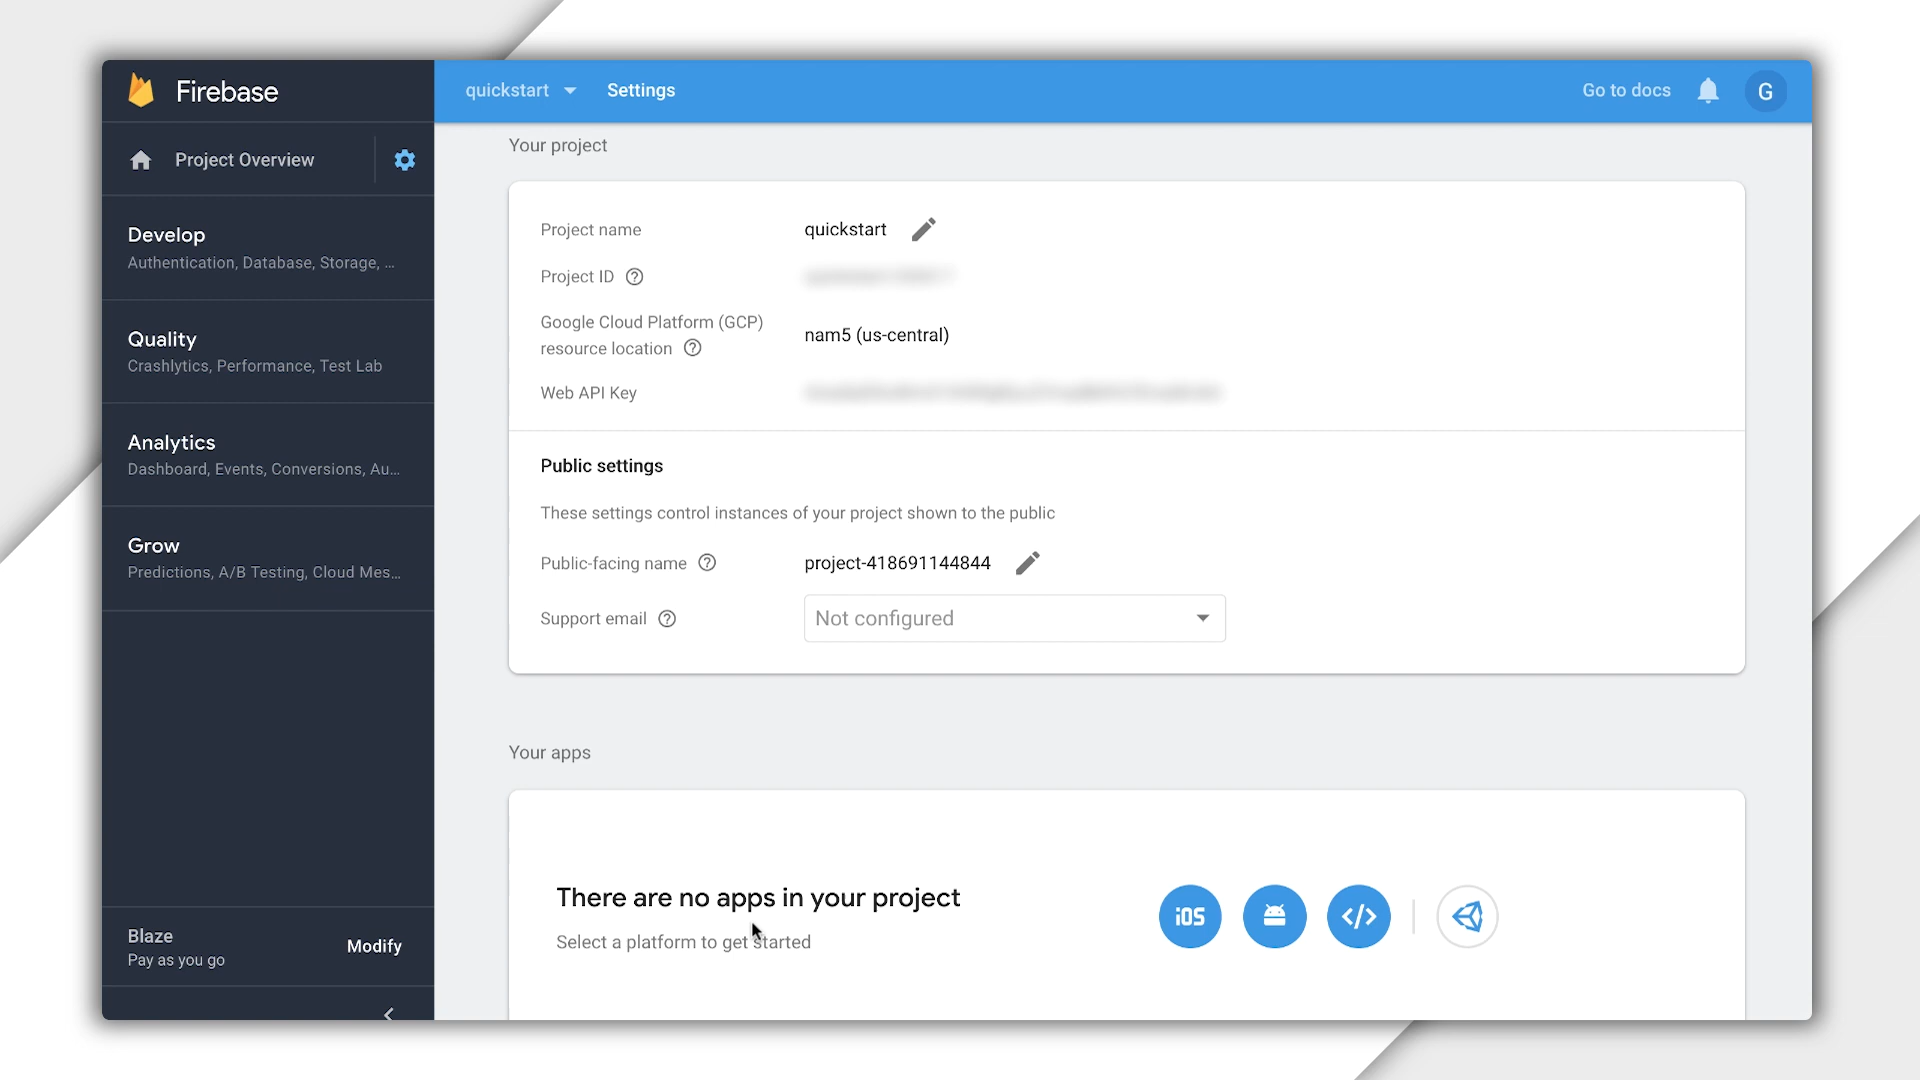 Firebase
quickstart
Settings
Go to docs
G
Project Overview
Develop
Authentication, Database, Storage, ...
Quality
Crashlytics, Performance, Test Lab
Analytics
Dashboard, Events, Conversions, Au...
Grow
Predictions, A/B Testing, Cloud Mes...
Blaze
Pay as you go
Modify
Your project
Project name
quickstart
Project ID
Google Cloud Platform (GCP)
resource location
nam5 (us-central)
Web API Key
Public settings
These settings control instances of your project shown to the public
Public-facing name
project-418691144844
Support email
Not configured
Your apps
There are no apps in your project
Select a platform to get started
iOS